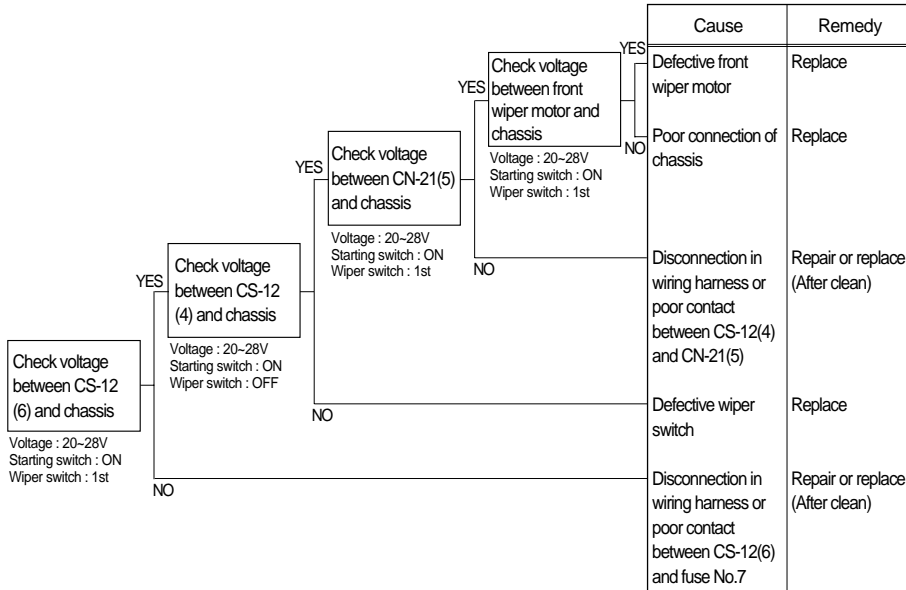 Cause Remedy
YES
Defective front Replace
wiper motor
NO
Poor connection of Replace
chassis
YES
Check voltage
between front
wiper motor and
chassis
Voltage : 20~28V
Starting switch : ON
Wiper switch : 1st
YES
Check voltage
between CN-21(5)
and chassis
Voltage : 20~28V
Starting switch : ON
Wiper switch : 1st
NO
Disconnection in Repair or replace
wiring harness or (After clean)
poor contact
between CS-12(4)
and CN-21(5)
YES
Check voltage
between CS-12
(4) and chassis
Voltage : 20~28V
Starting switch : ON
Wiper switch : OFF
NO
Defective wiper Replace
switch
Check voltage
between CS-12
(6) and chassis
Voltage : 20~28V
Starting switch : ON
Wiper switch : 1st
NO
Disconnection in Repair or replace
wiring harness or (After clean)
poor contact
between CS-12(6)
and fuse No.7